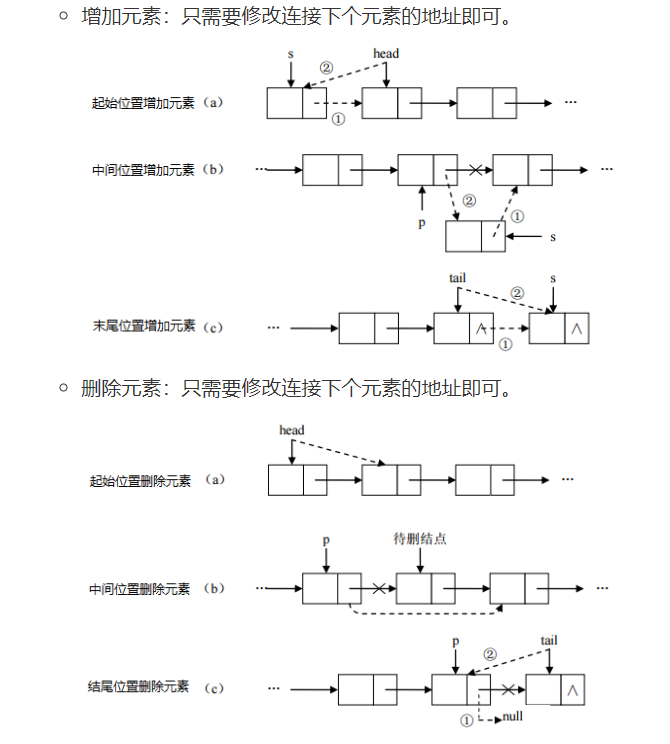 增加元素：只需要修改连接下个元素的地址即可。
s head
②
起始位置增加元素（a） ···
①
中间位置增加元素（b） ··· ···
②
①
p
s
tail s
②
末尾位置增加元素（c） ··· ∧ ∧
①
删除元素：只需要修改连接下个元素的地址即可。
head
起始位置删除元素 （a） ···
p 待删结点
中间位置删除元素 （b） ··· ···
p tail
②
结尾位置删除元素 （c） ··· ∧
① null